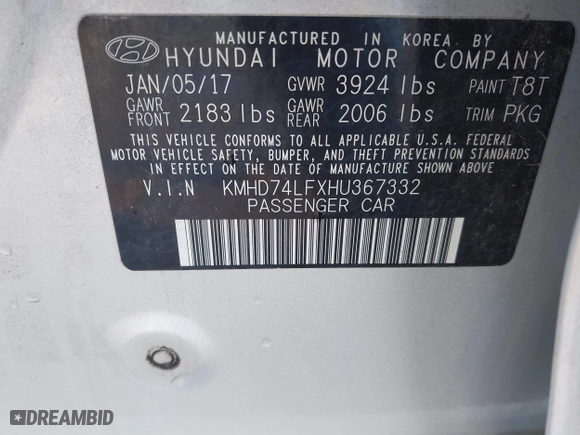 MANUFACTURED IN KOREA BY
HYUNDAI MOTOR COMPANY
JAN/05/17 GVWR 3924 lbs PAINT T8T
GAWR FRONT 2183 lbs GAWR REAR 2006 lbs TRIM PKG
THIS VEHICLE CONFORMS TO ALL APPLICABLE U.S.A. FEDERAL
MOTOR VEHICLE SAFETY, BUMPER, AND THEFT PREVENTION STANDARDS
IN EFFECT ON THE DATE OF MANUFACTURE SHOWN ABOVE
V.I.N KMHD74LFXHU367332
PASSENGER CAR
DREAMBID